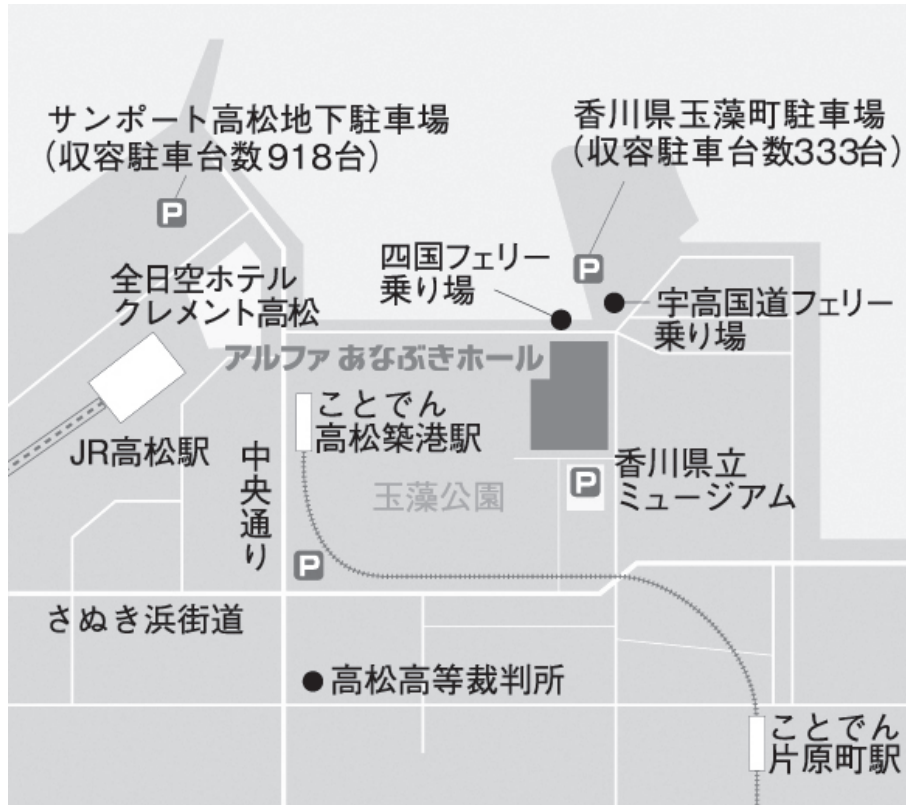 サンポート高松地下駐車場
（収容駐車台数918台）
香川県玉藻町駐車場
（収容駐車台数333台）
P
P
四国フェリー
乗り場
全日空ホテル
クレメント高松
宇高国道フェリー
乗り場
アルファあなぶきホール
ことでん
高松築港駅
JR高松駅
中央通り
香川県立
ミュージアム
P
玉藻公園
P
さぬき浜街道
高松高等裁判所
ことでん
片原町駅